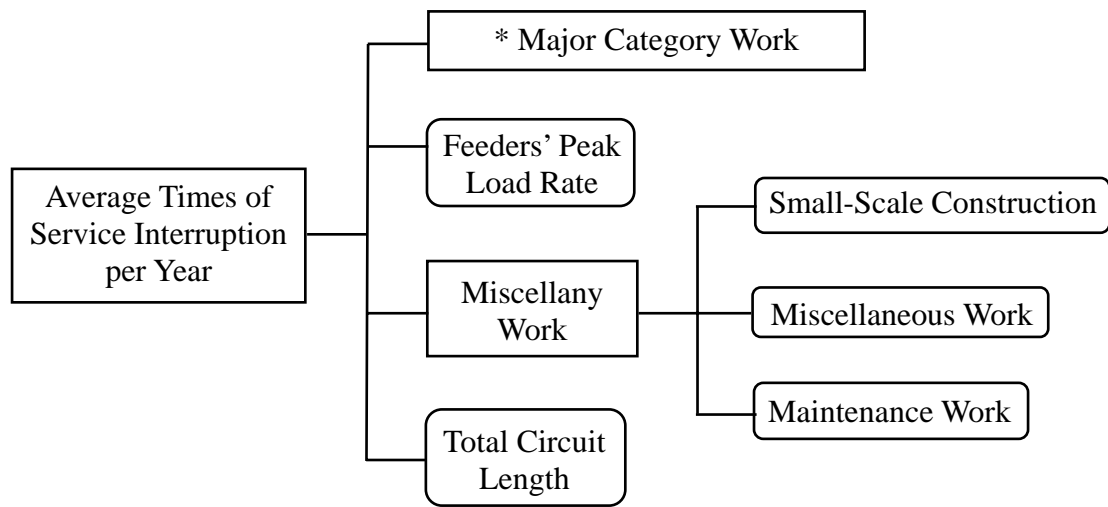 * Major Category Work
Feeders’ Peak
Load Rate
Average Times of
Service Interruption
per Year
Small-Scale Construction
Miscellany
Work
Miscellaneous Work
Maintenance Work
Total Circuit
Length